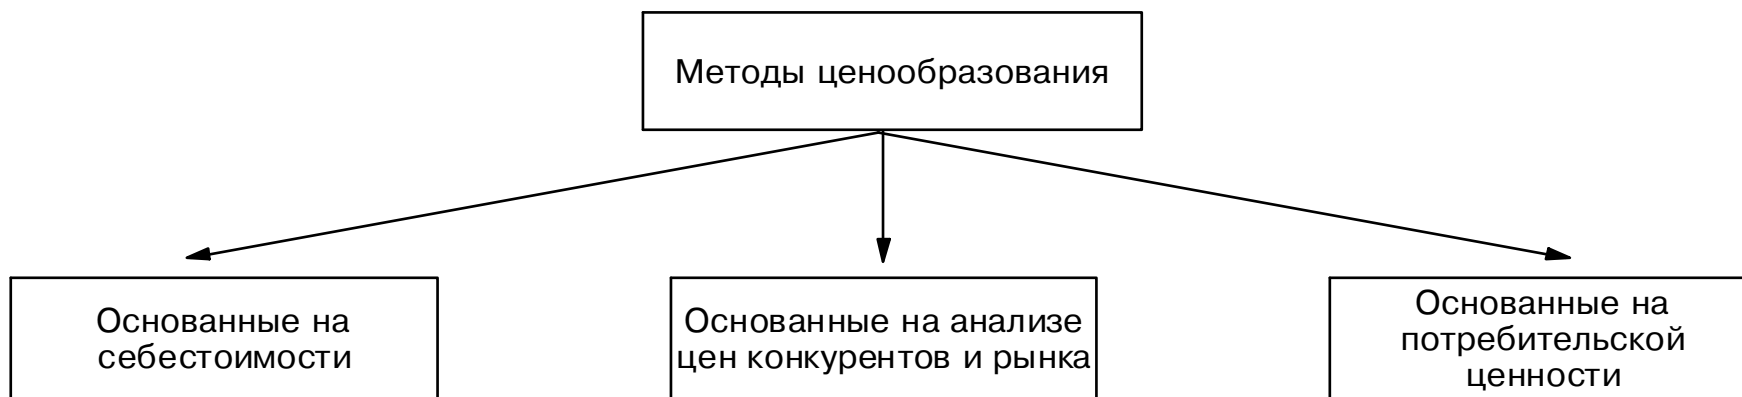 Методы ценообразования
Основанные на
себестоимости
Основанные на анализе
цен конкурентов и рынка
Основанные на
потребительской
ценности